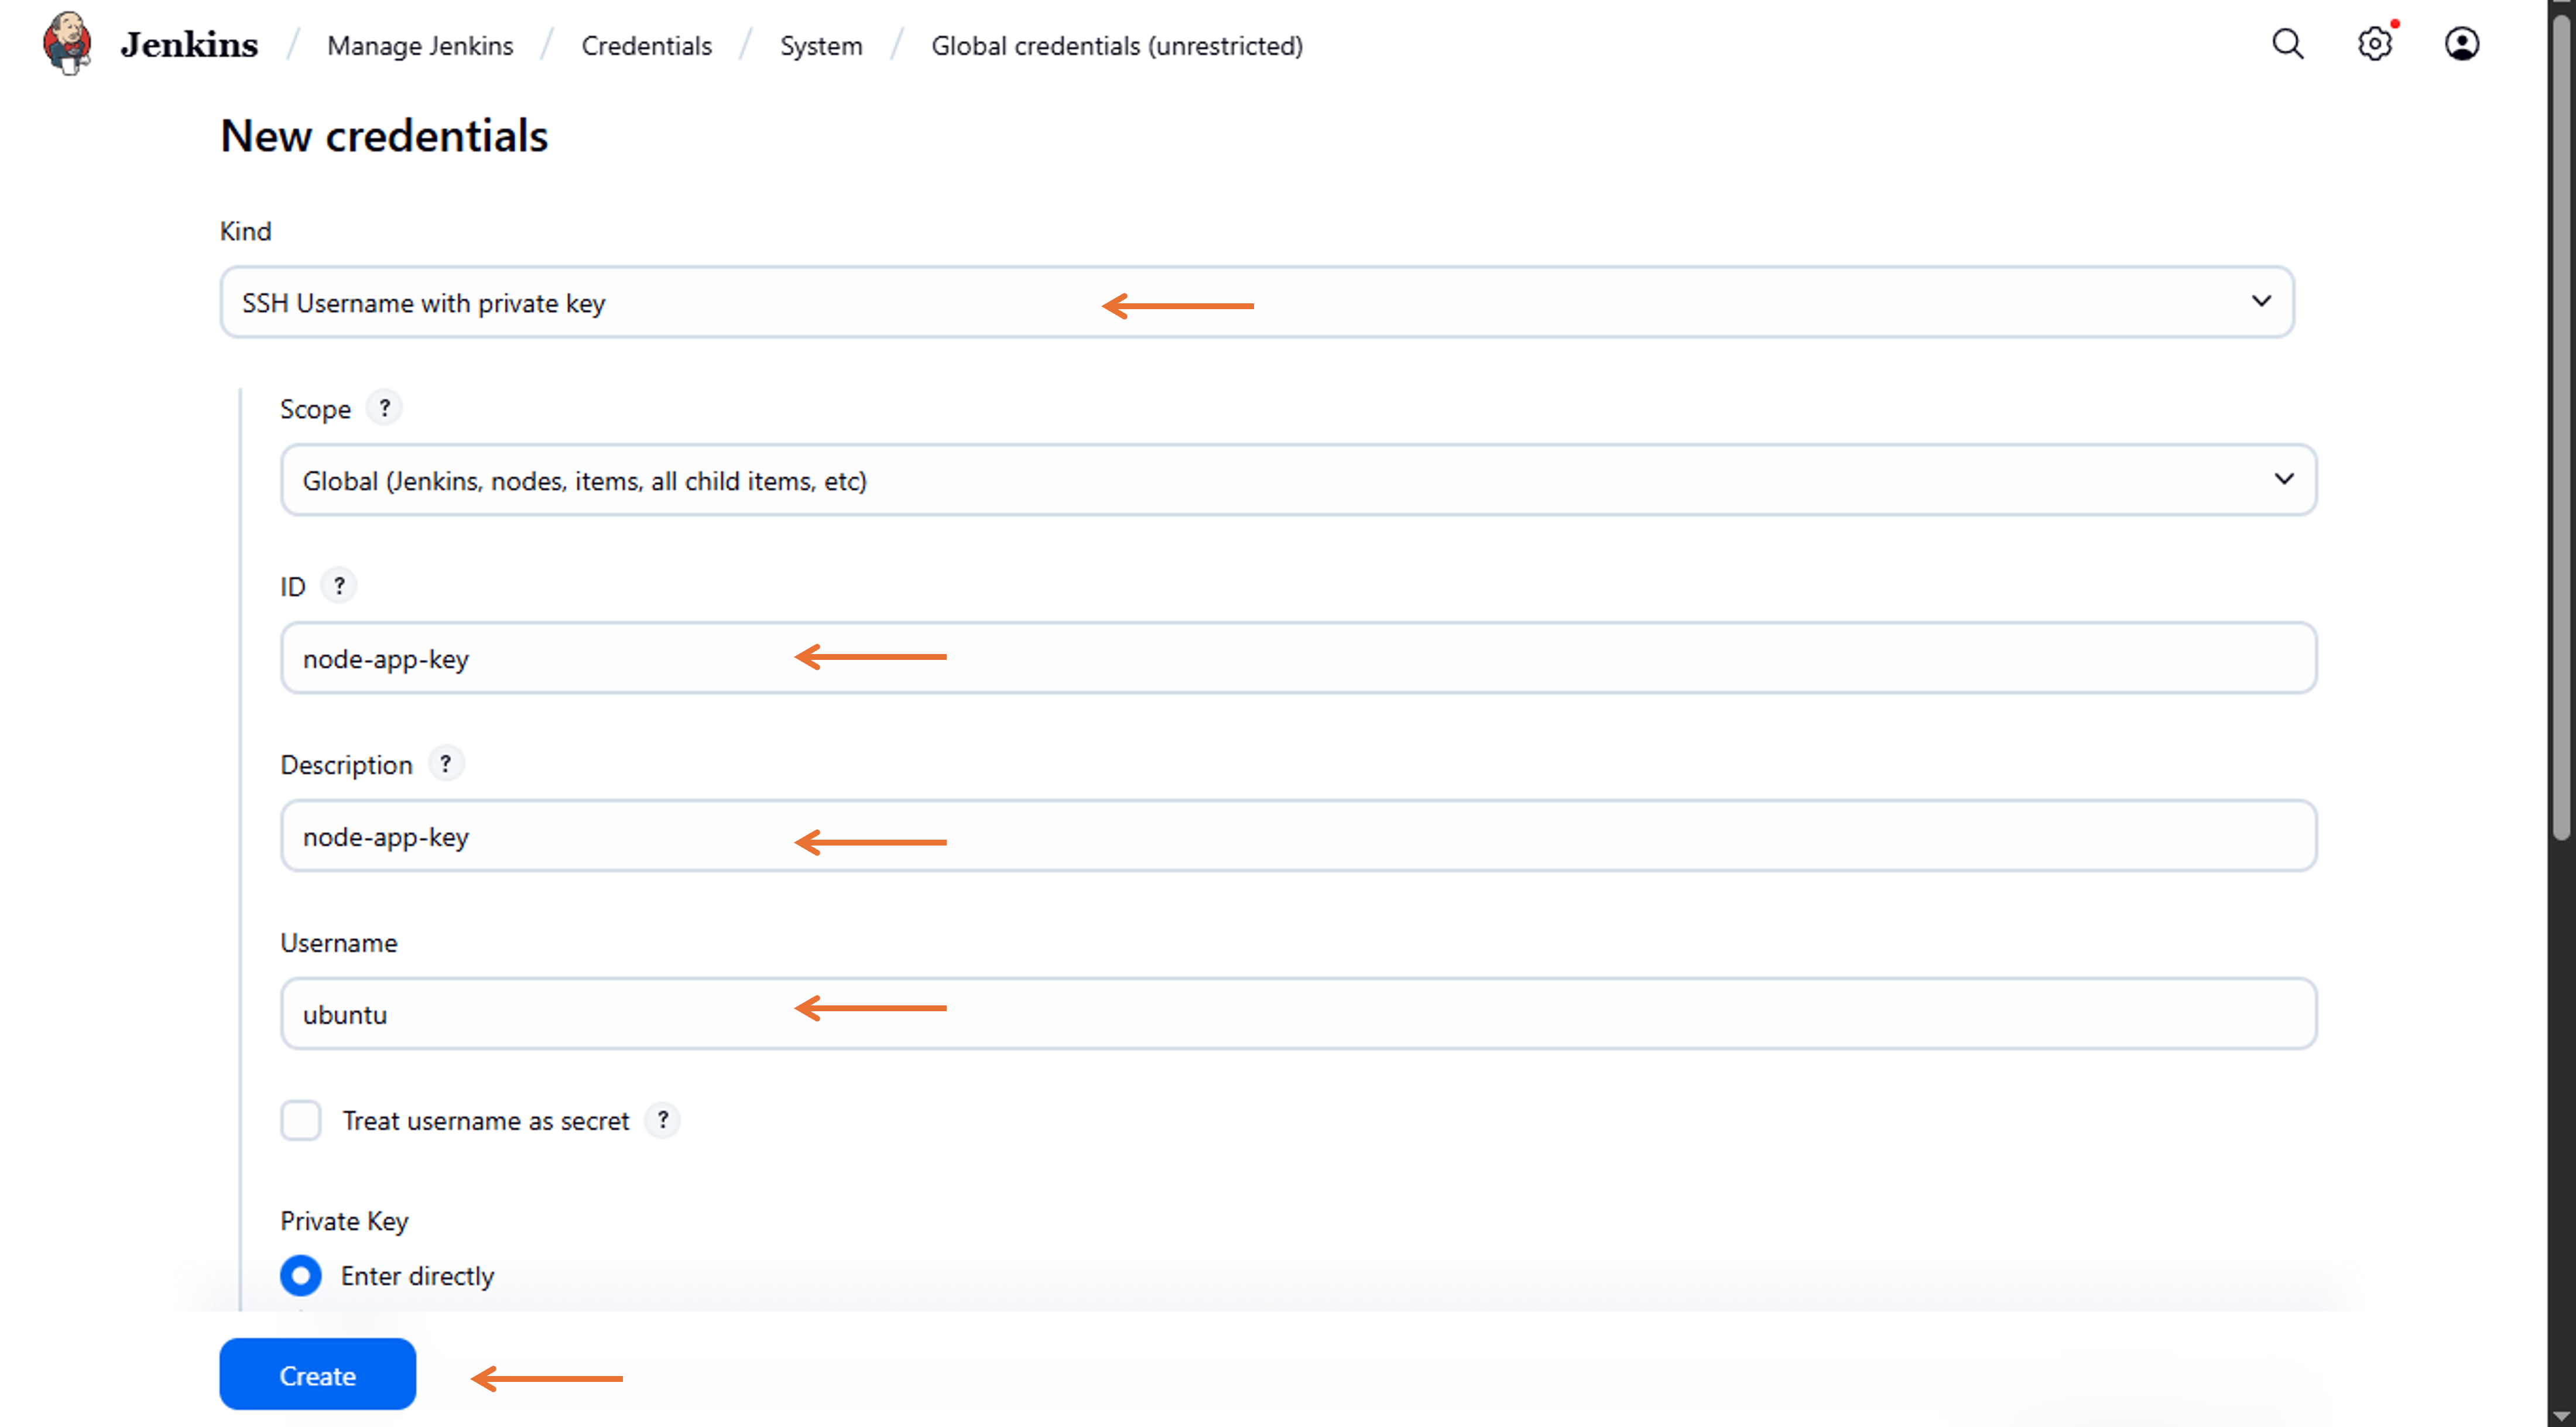 Jenkins / Manage Jenkins / Credentials / System / Global credentials (unrestricted)
New credentials
Kind
SSH Username with private key
Scope ?
Global (Jenkins, nodes, items, all child items, etc)
ID ?
node-app-key
Description ?
node-app-key
Username
ubuntu
Treat username as secret ?
Private Key
Enter directly
Create